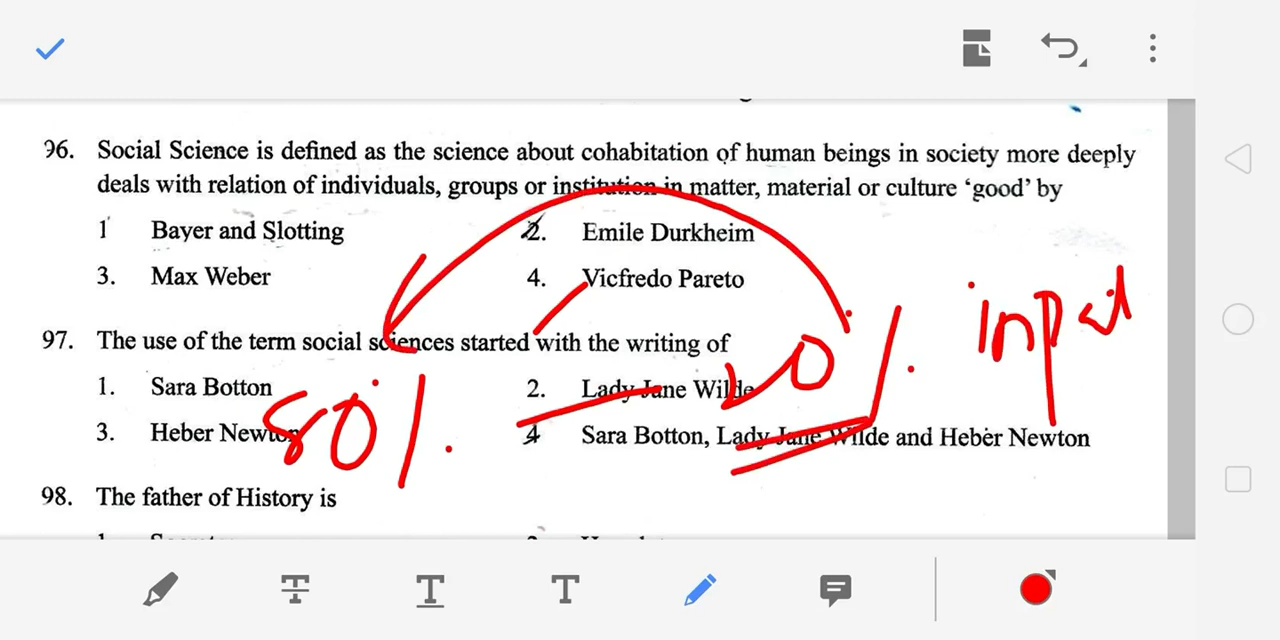 96. Social Science is defined as the science about cohabitation of human beings in society more deeply
deals with relation of individuals, groups or institution in matter, material or culture ‘good’ by
1 Bayer and Slotting 2. Emile Durkheim
3. Max Weber 4. Vicfredo Pareto
97. The use of the term social sciences started with the writing of
1. Sara Botton 2. Lady Jane Wilde
3. Heber Newton 4 Sara Botton, Lady Jane Wilde and Heber Newton
80%. 20%. input
98. The father of History is